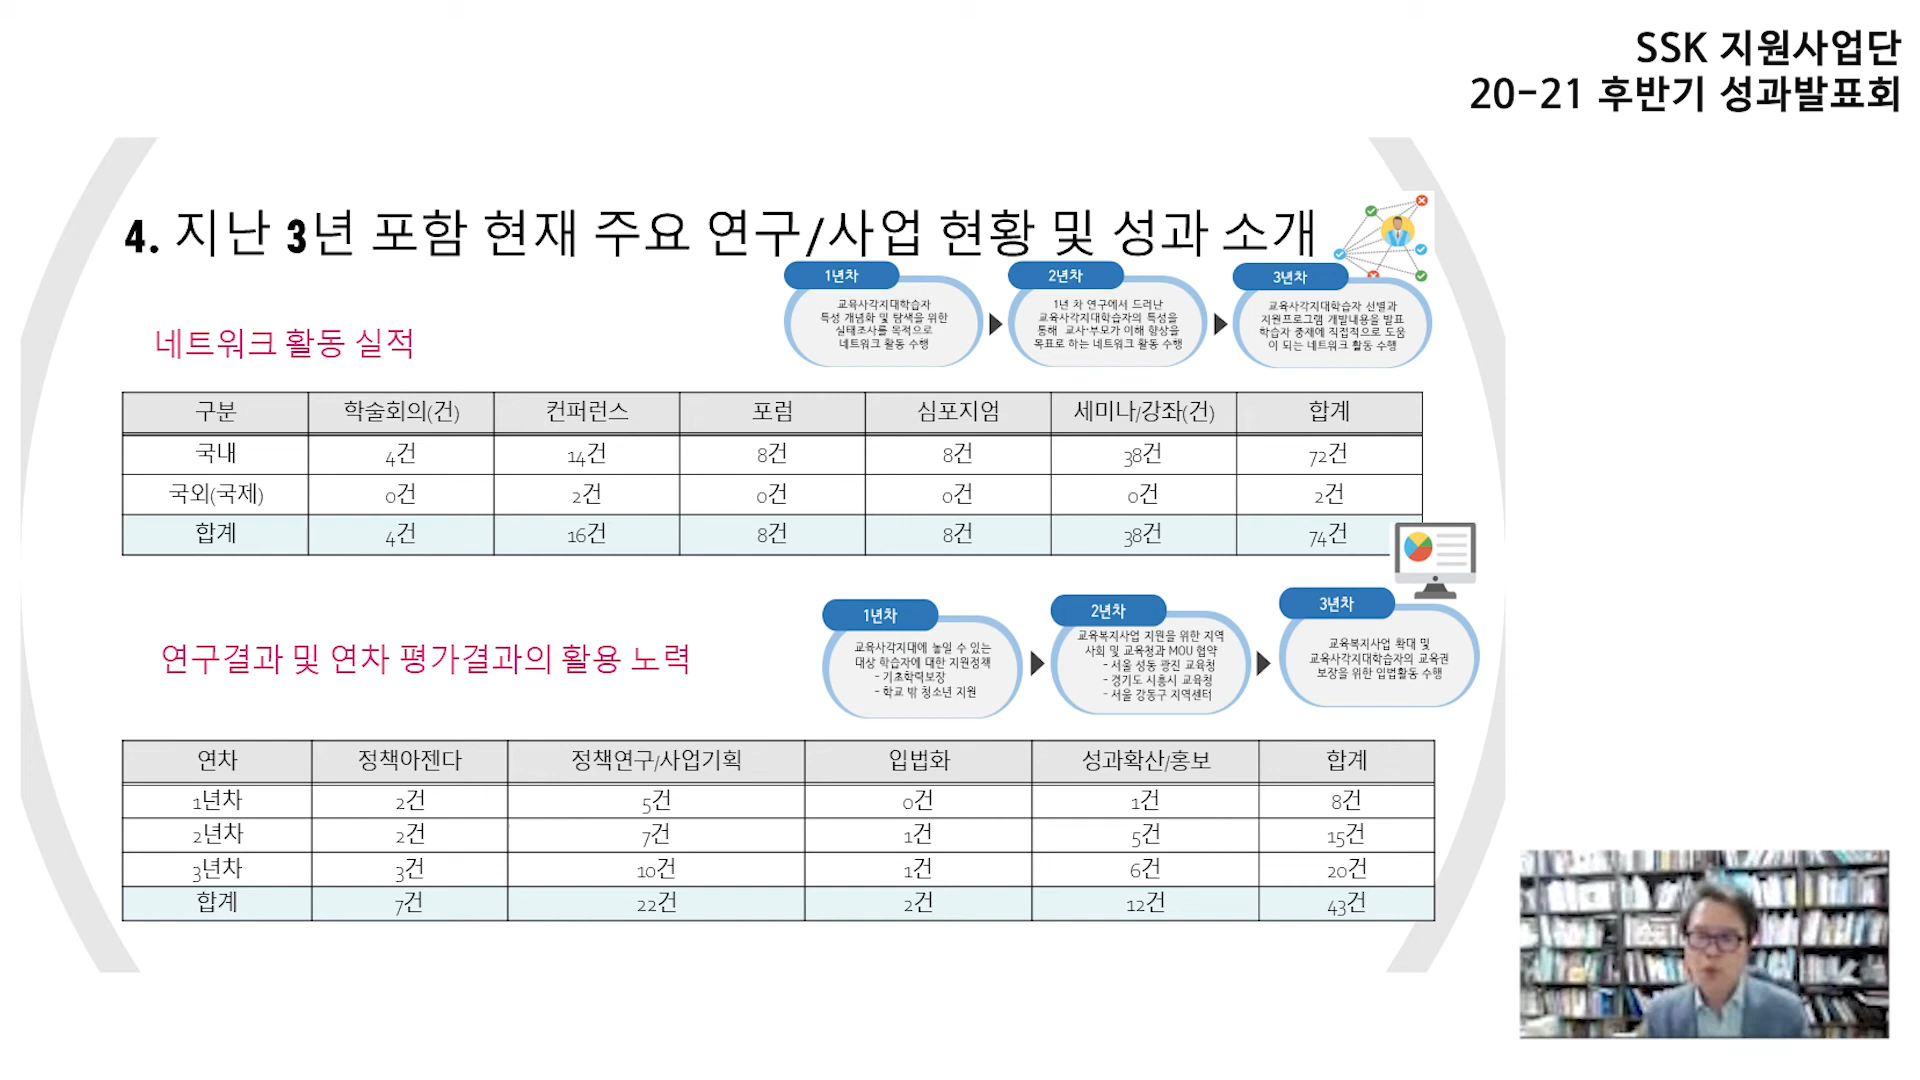 SSK 지원사업단
20-21 후반기 성과발표회
4. 지난 3년 포함 현재 주요 연구/사업 현황 및 성과 소개
네트워크 활동 실적
1년차
교육사각지대학습자
특성 개념화 및 탐색을 위한
실태조사를 목적으로
네트워크 활동 수행
2년차
1년 차 연구에서 드러난
교육사각지대학습자의 특성을
통해 교사·부모가 이해 향상을
목표로 하는 네트워크 활동 수행
3년차
교육사각지대학습자 선별과
지원프로그램 개발내용을 발표
학습자 중재에 직접적으로 도움
이 되는 네트워크 활동 수행
구분 학술회의(건) 컨퍼런스 포럼 심포지엄 세미나/강좌(건) 합계
국내 4건 14건 8건 8건 38건 72건
국외(국제) 0건 2건 0건 0건 0건 2건
합계 4건 16건 8건 8건 38건 74건
연구결과 및 연차 평가결과의 활용 노력
1년차
교육사각지대에 놓일 수 있는
대상 학습자에 대한 지원정책
- 기초학력보장
- 학교 밖 청소년 지원
2년차
교육복지사업 지원을 위한 지역
사회 및 교육청과 MOU 협약
- 서울 성동 광진 교육청
- 경기도 시흥시 교육청
- 서울 강동구 지역센터
3년차
교육복지사업 확대 및
교육사각지대학습자의 교육권
보장을 위한 입법활동 수행
연차 정책아젠다 정책연구/사업기획 입법화 성과확산/홍보 합계
1년차 2건 5건 0건 1건 8건
2년차 2건 7건 1건 5건 15건
3년차 3건 10건 1건 6건 20건
합계 7건 22건 2건 12건 43건